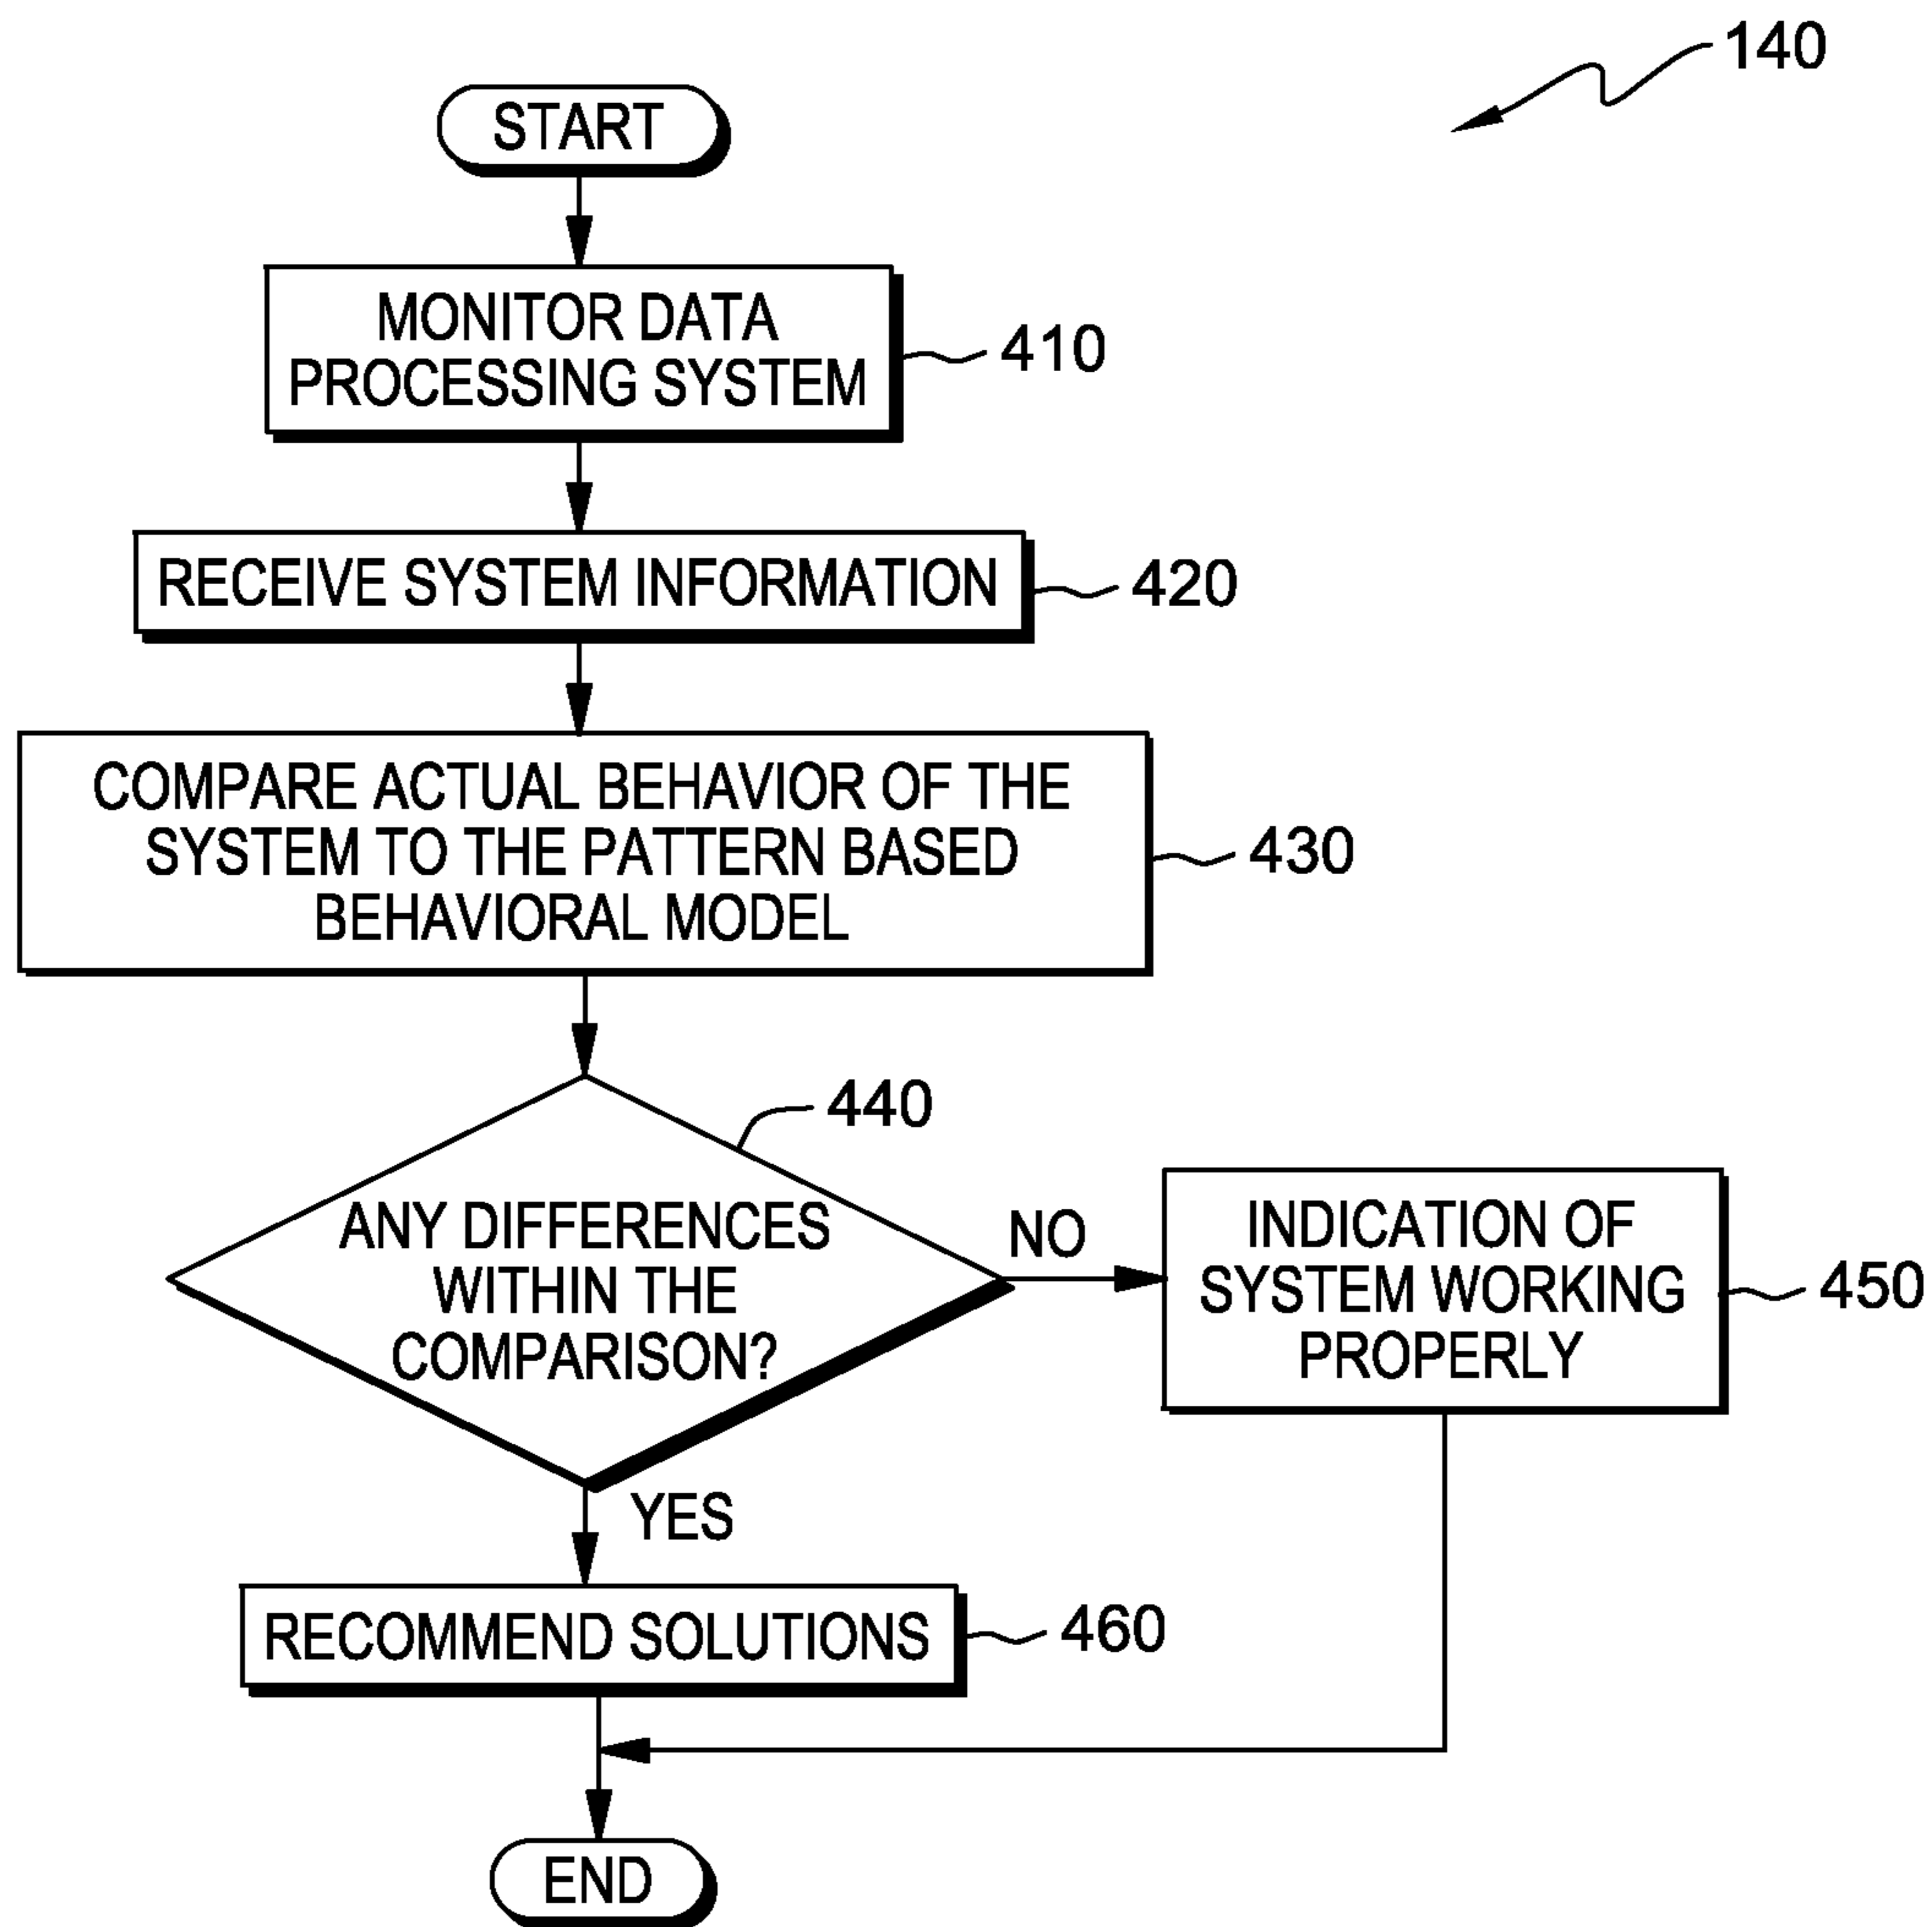 140
START
MONITOR DATA
PROCESSING SYSTEM
410
RECEIVE SYSTEM INFORMATION
420
COMPARE ACTUAL BEHAVIOR OF THE
SYSTEM TO THE PATTERN BASED
BEHAVIORAL MODEL
430
440
ANY DIFFERENCES
WITHIN THE
COMPARISON?
NO
INDICATION OF
SYSTEM WORKING
PROPERLY
450
YES
RECOMMEND SOLUTIONS
460
END